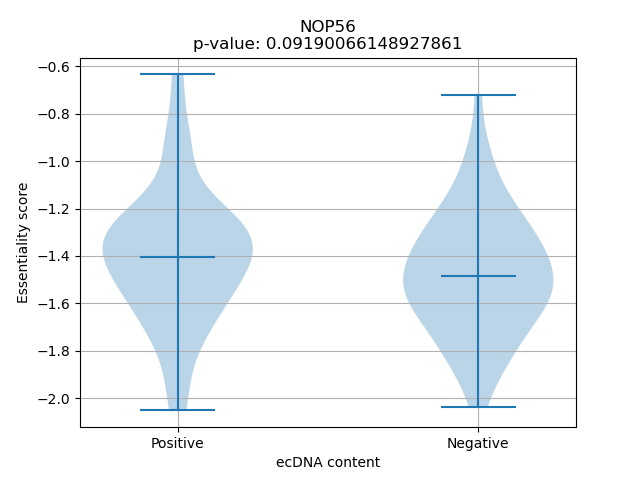 NOP56
p-value: 0.09190066148927861
Essentiality score
−0.6
−0.8
−1.0
−1.2
−1.4
−1.6
−1.8
−2.0
Positive
Negative
ecDNA content